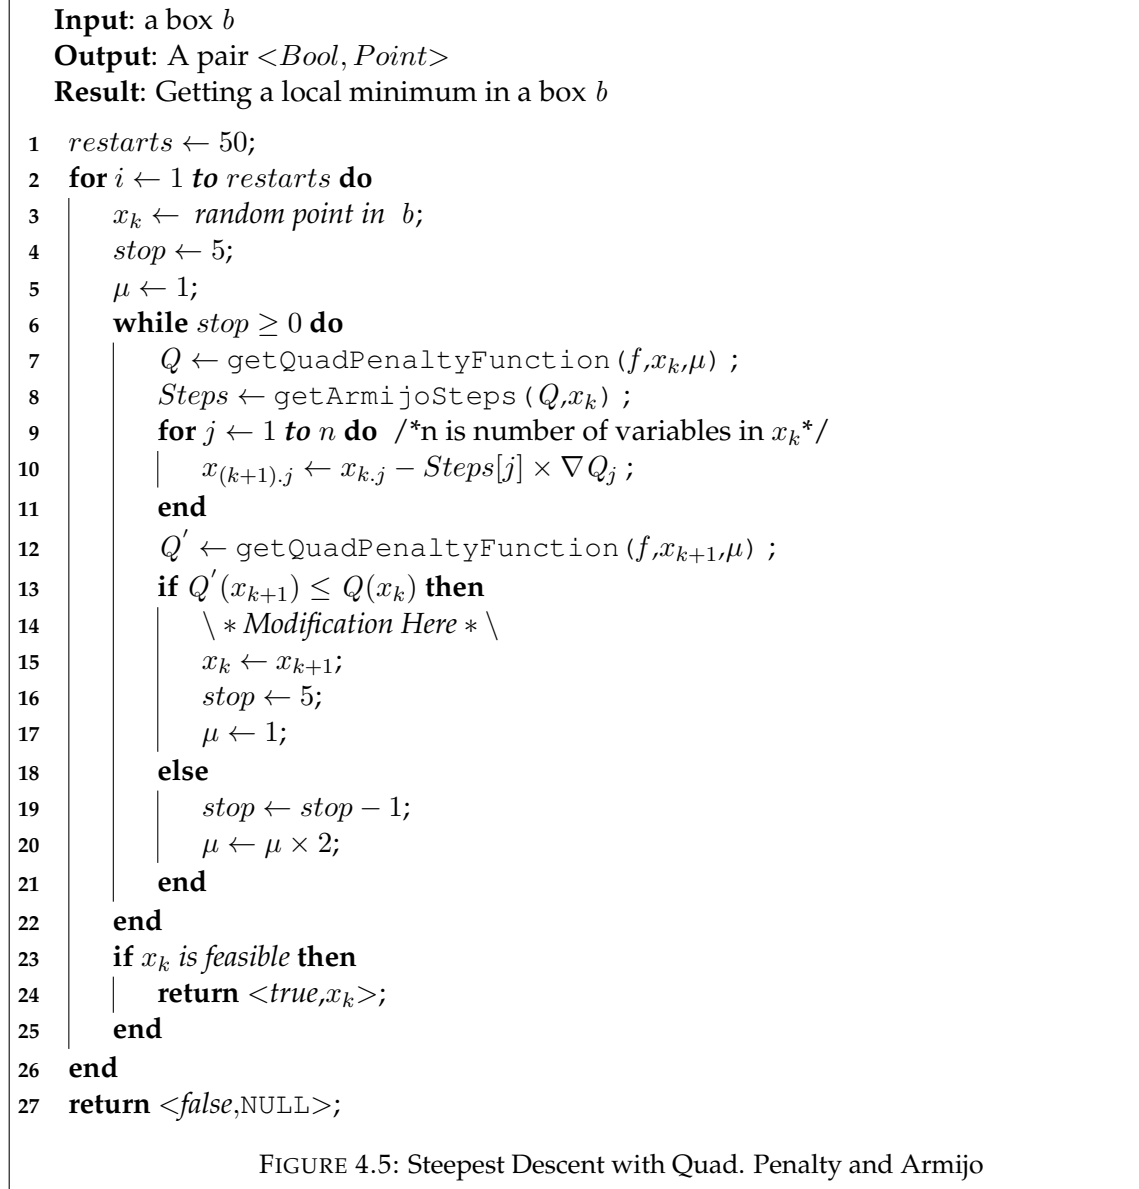 Input: a box b
Output: A pair <Bool, Point>
Result: Getting a local minimum in a box b
1 restarts ← 50;
2 for i ← 1 to restarts do
3 x_k ← random point in b;
4 stop ← 5;
5 μ ← 1;
6 while stop ≥ 0 do
7 Q ← getQuadPenaltyFunction(f,x_k,μ) ;
8 Steps ← getArmijoSteps(Q,x_k) ;
9 for j ← 1 to n do /*n is number of variables in x_k*/
10 x_{(k+1).j} ← x_{k.j} − Steps[j] × ∇Q_j ;
11 end
12 Q' ← getQuadPenaltyFunction(f,x_{k+1},μ) ;
13 if Q'(x_{k+1}) ≤ Q(x_k) then
14 \ * Modification Here * \
15 x_k ← x_{k+1};
16 stop ← 5;
17 μ ← 1;
18 else
19 stop ← stop − 1;
20 μ ← μ × 2;
21 end
22 end
23 if x_k is feasible then
24 return <true,x_k>;
25 end
26 end
27 return <false,NULL>;
FIGURE 4.5: Steepest Descent with Quad. Penalty and Armijo